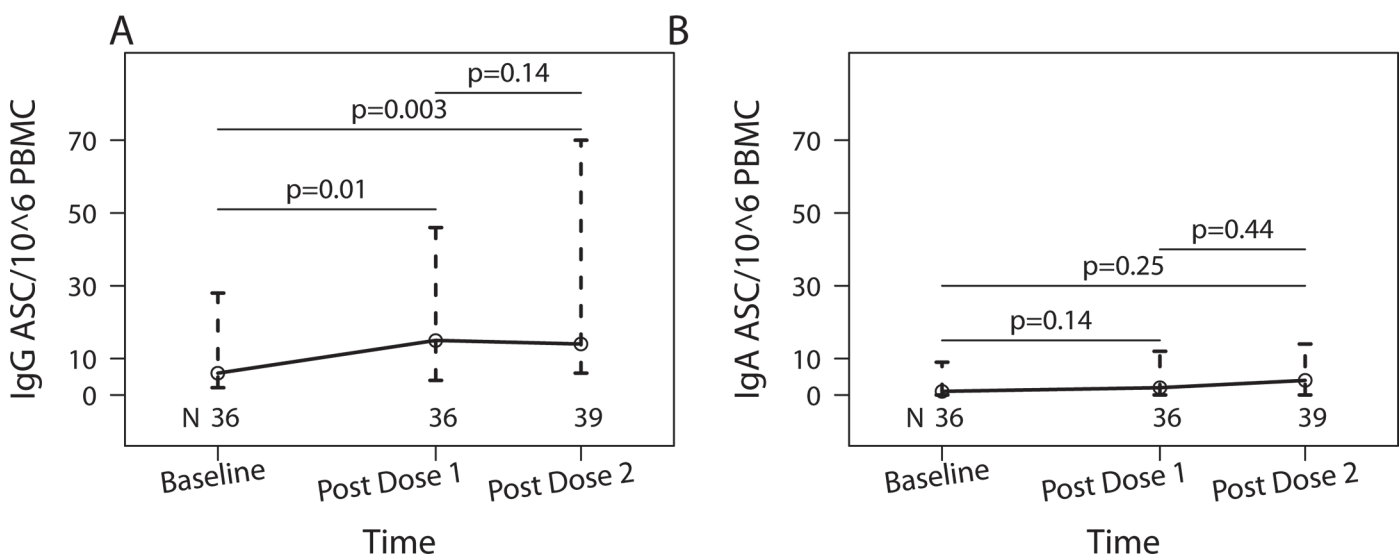 A
IgG ASC/10^6 PBMC
70
50
30
10
0
p=0.14
p=0.003
p=0.01
N 36
36
39
Baseline
Post Dose 1
Post Dose 2
Time
B
IgA ASC/10^6 PBMC
70
50
30
10
0
p=0.44
p=0.25
p=0.14
N 36
36
39
Baseline
Post Dose 1
Post Dose 2
Time